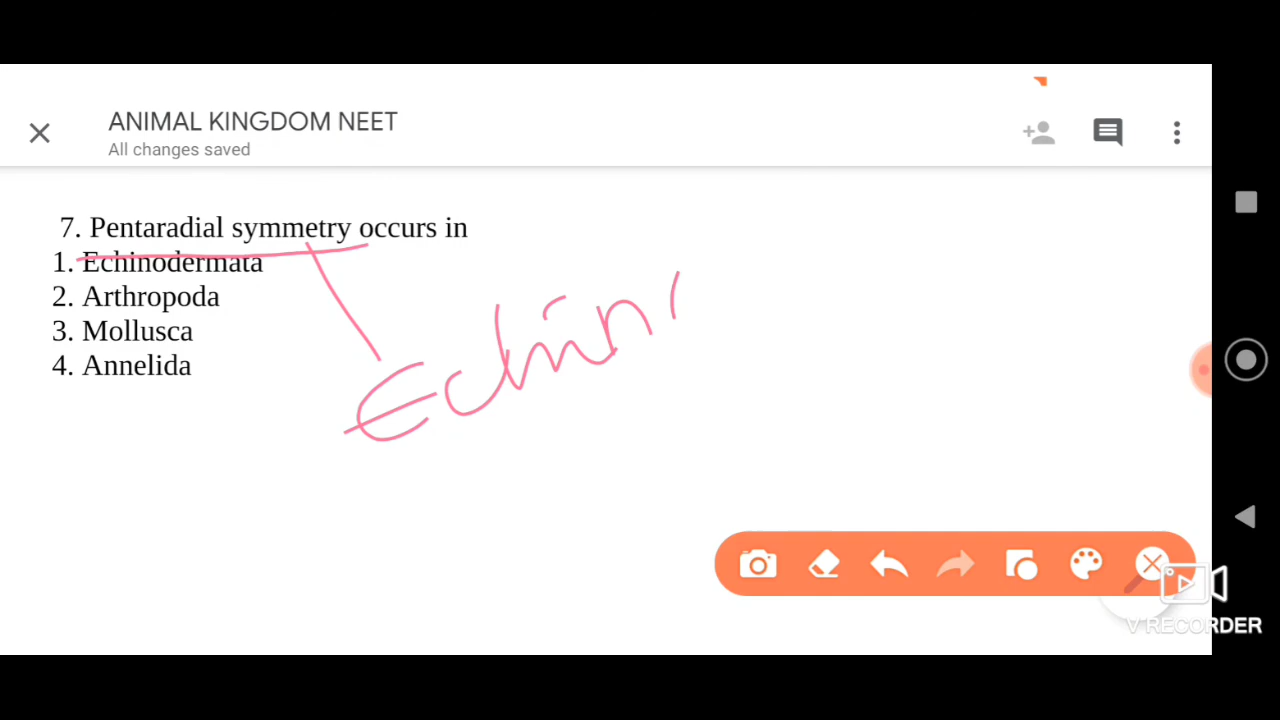 ANIMAL KINGDOM NEET
All changes saved
7. Pentaradial symmetry occurs in
1. Echinodermata
2. Arthropoda
3. Mollusca
4. Annelida
Echin
V RECORDER